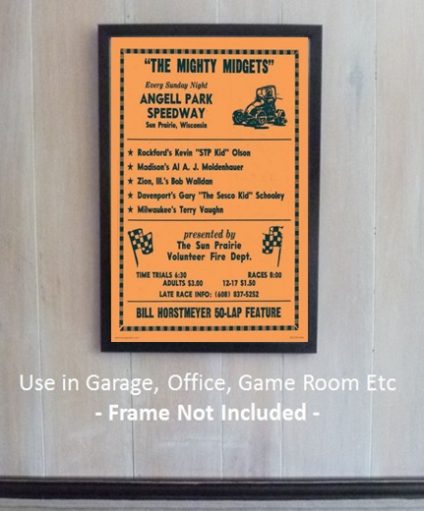 "THE MIGHTY MIDGETS"
Every Sunday Night
ANGELL PARK
SPEEDWAY
Sun Prairie, Wisconsin
★ Rockford's Kevin "STP Kid" Olson
★ Madison's Al A. J. Moldenhauer
★ Zion, Ill.'s Bob Walldan
★ Davenport's Gary "The Sesco Kid" Schooley
★ Milwaukee's Terry Vaughn
presented by
The Sun Prairie
Volunteer Fire Dept.
TIME TRIALS 6:30 RACES 8:00
ADULTS $3.50 12-17 $1.50
LATE RACE INFO: (608) 837-5252
BILL HORSTMEYER 50-LAP FEATURE
Use in Garage, Office, Game Room Etc
- Frame Not Included -